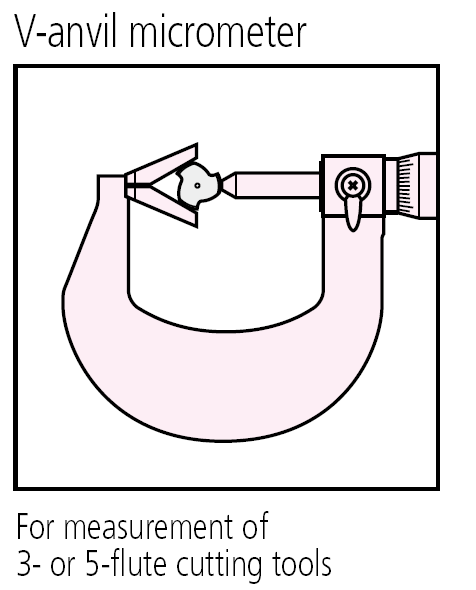 V-anvil micrometer
For measurement of
3- or 5-flute cutting tools